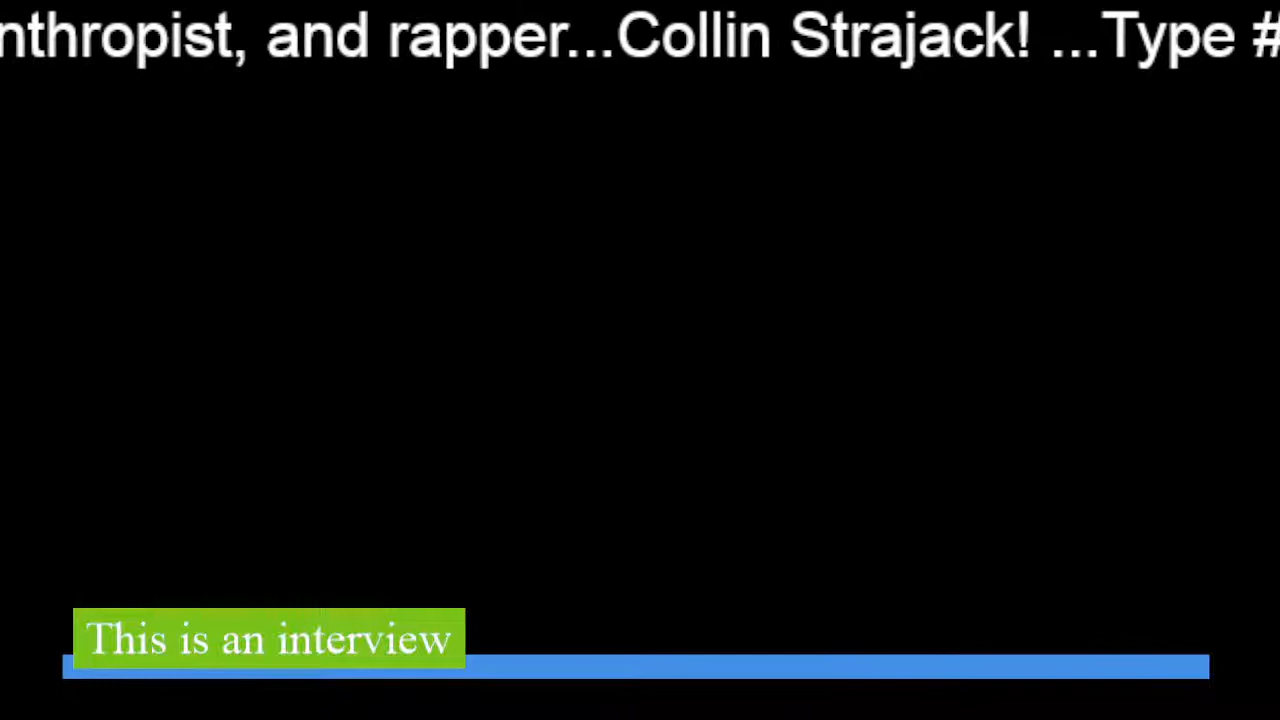 nthropist, and rapper...Collin Strajack! ...Type #
This is an interview